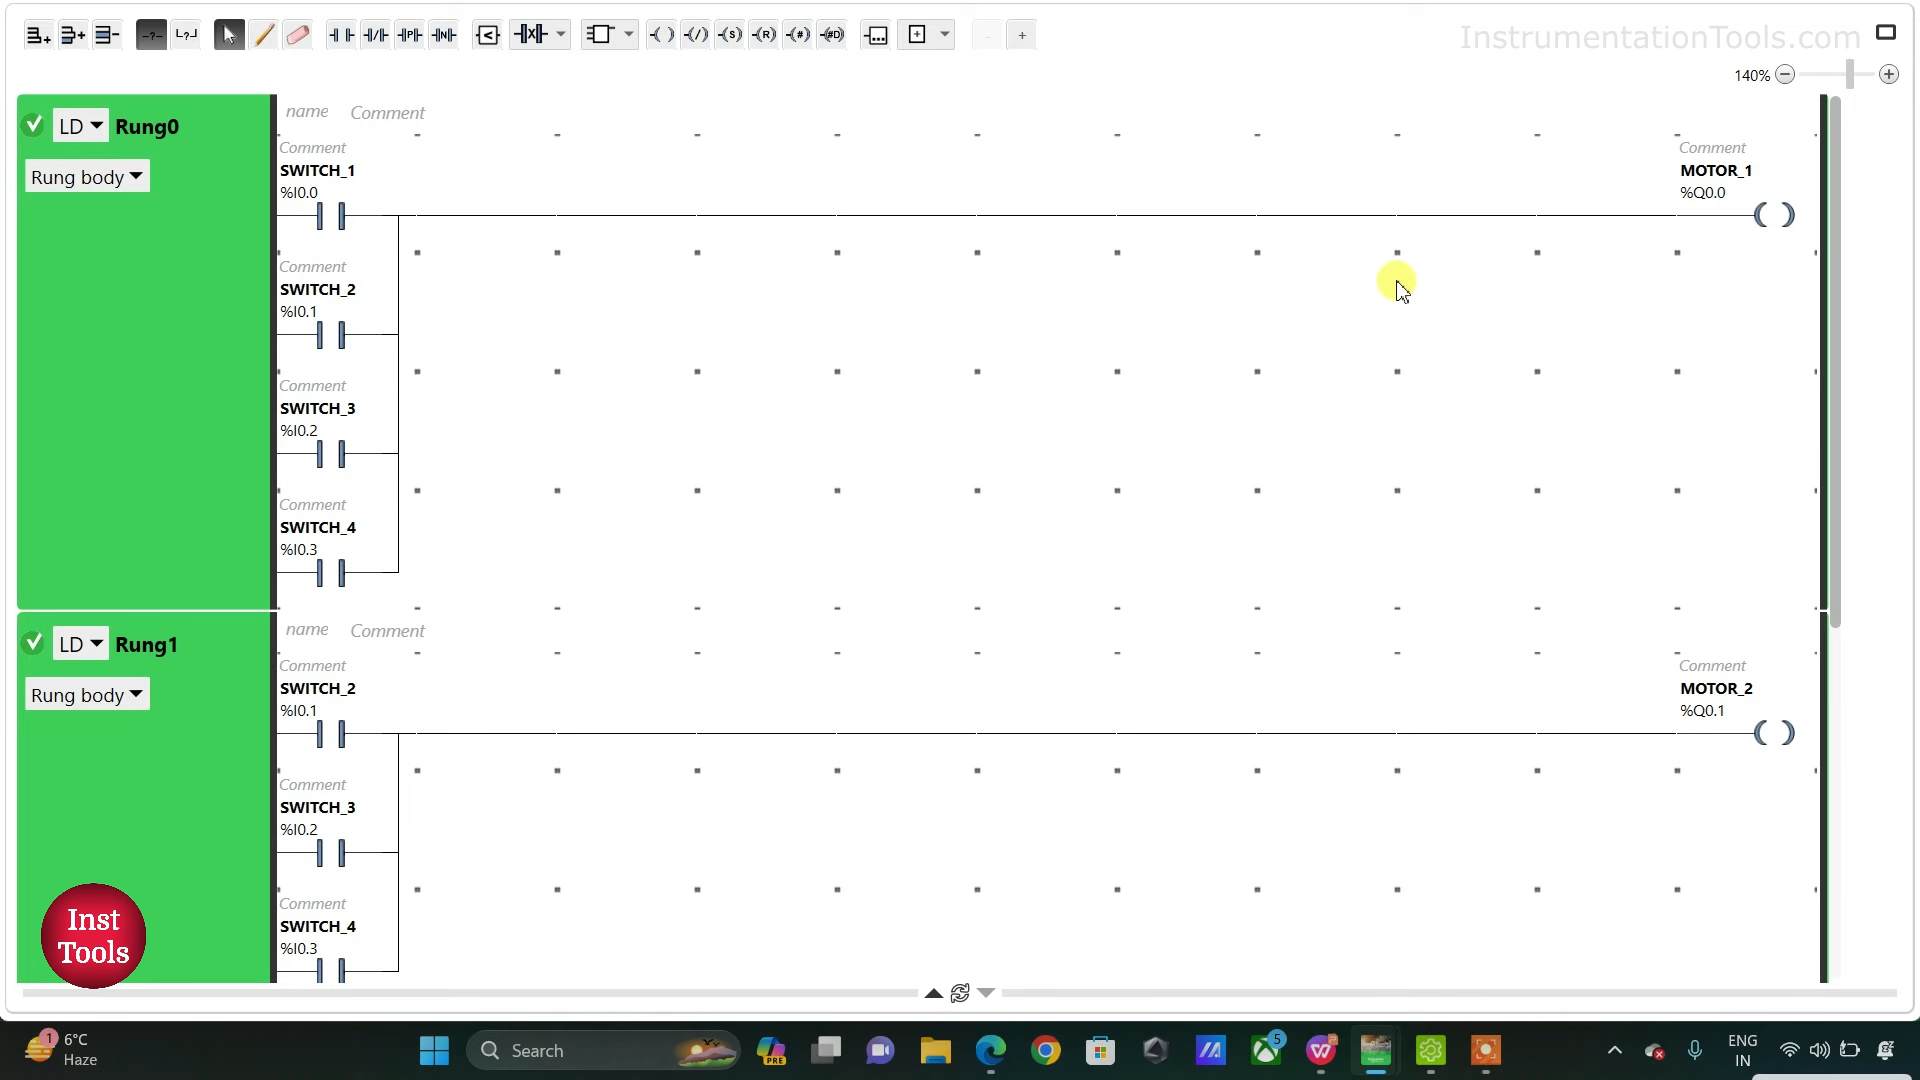 InstrumentationTools.com
140%
LD Rung0
name Comment
Rung body
Comment
SWITCH_1
%I0.0
Comment
MOTOR_1
%Q0.0
Comment
SWITCH_2
%I0.1
Comment
SWITCH_3
%I0.2
Comment
SWITCH_4
%I0.3
LD Rung1
name Comment
Rung body
Comment
SWITCH_2
%I0.1
Comment
MOTOR_2
%Q0.1
Comment
SWITCH_3
%I0.2
Comment
SWITCH_4
%I0.3
Inst
Tools
1
6°C
Haze
Search
PRE
5
ENG
IN